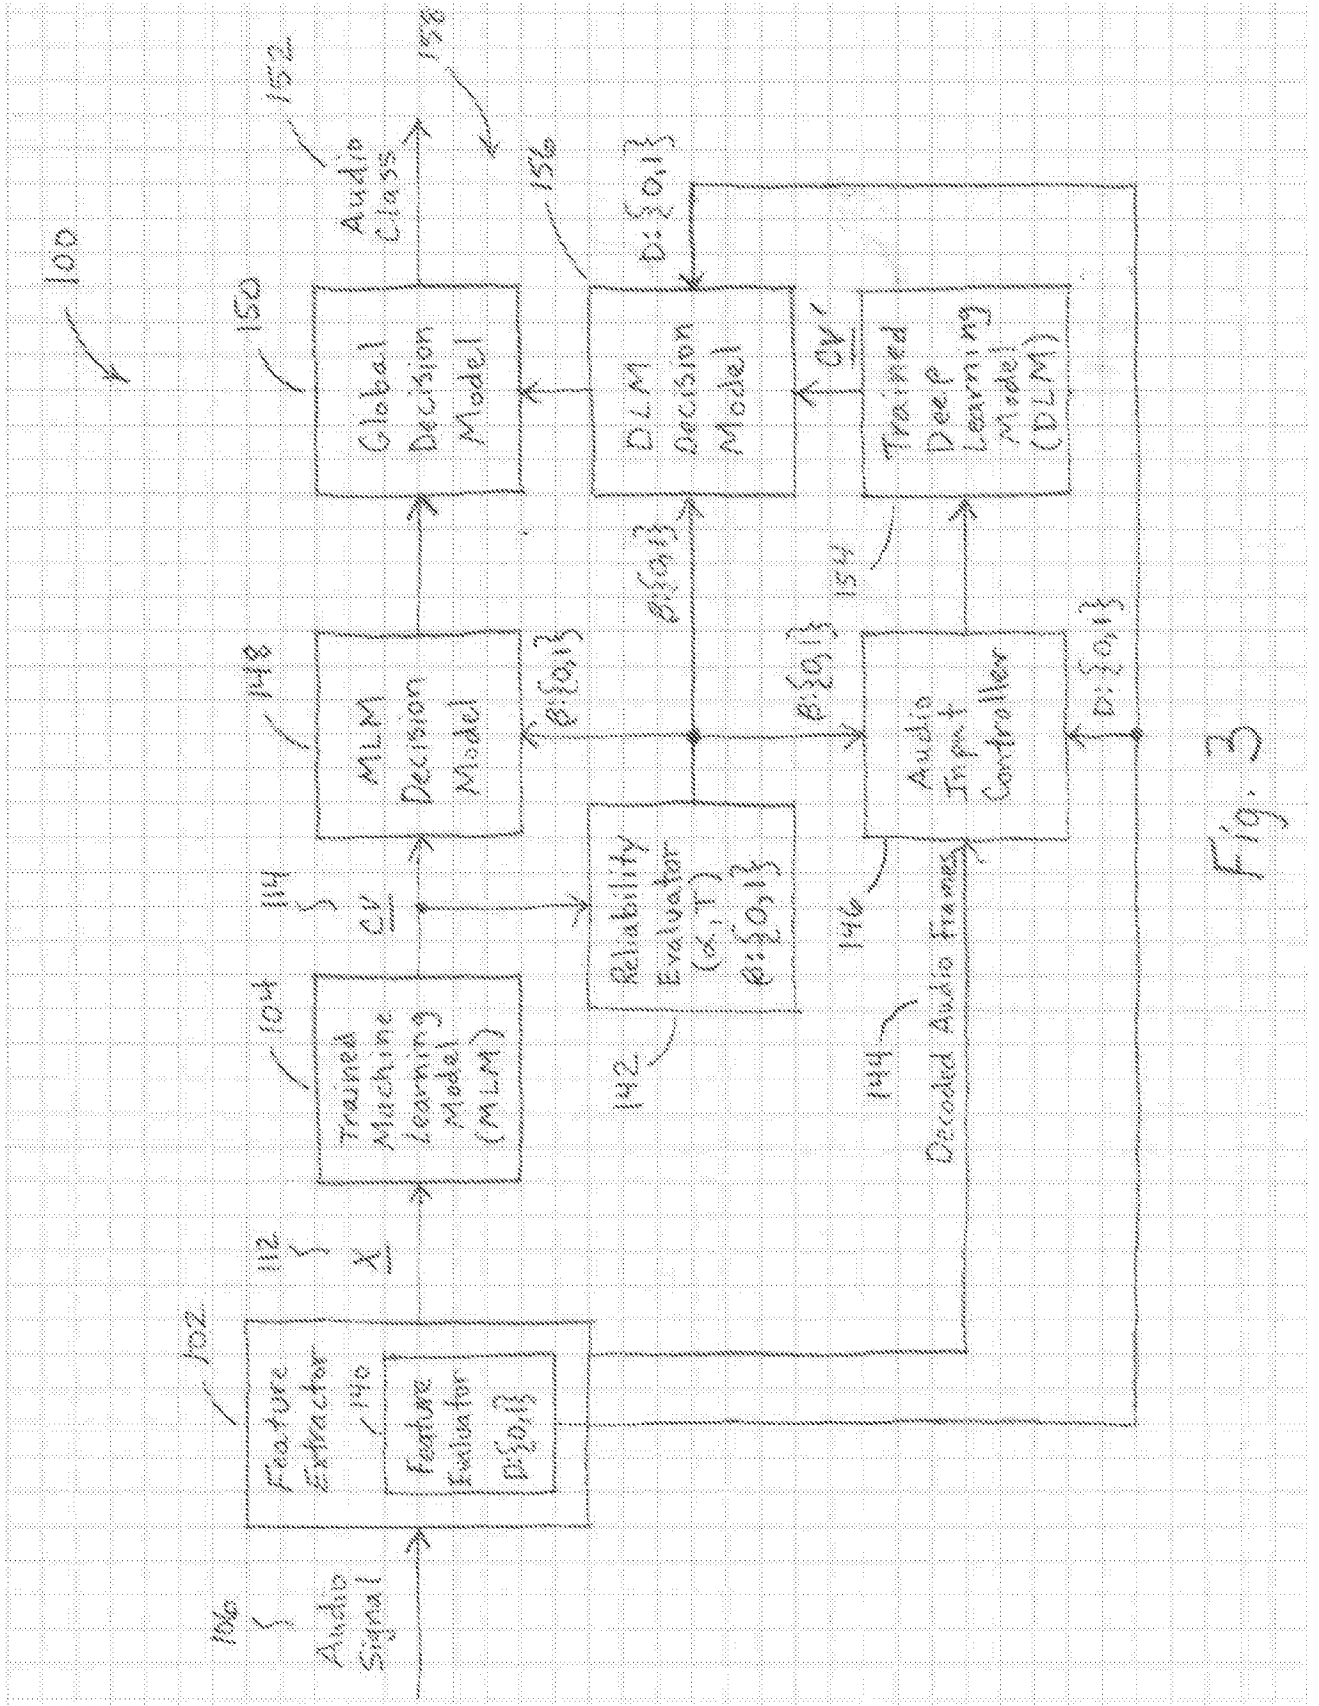 100
106
Audio
Signal
102
Feature
Extractor
140
Feature
Evaluator
D:{0,1}
112
X
104
Trained
Machine
Learning
Model
(MLM)
114
CV
148
MLM
Decision
Model
150
Global
Decision
Model
152
Audio
Class
158
142
Reliability
Evaluator
(α,T)
β:{0,1}
β:{0,1}
β:{0,1}
β:{0,1}
156
DLM
Decision
Model
D:{0,1}
144
Decoded Audio Frames
146
Audio
Input
Controller
D:{0,1}
154
Trained
Deep
Learning
Model
(DLM)
CV'
Fig. 3